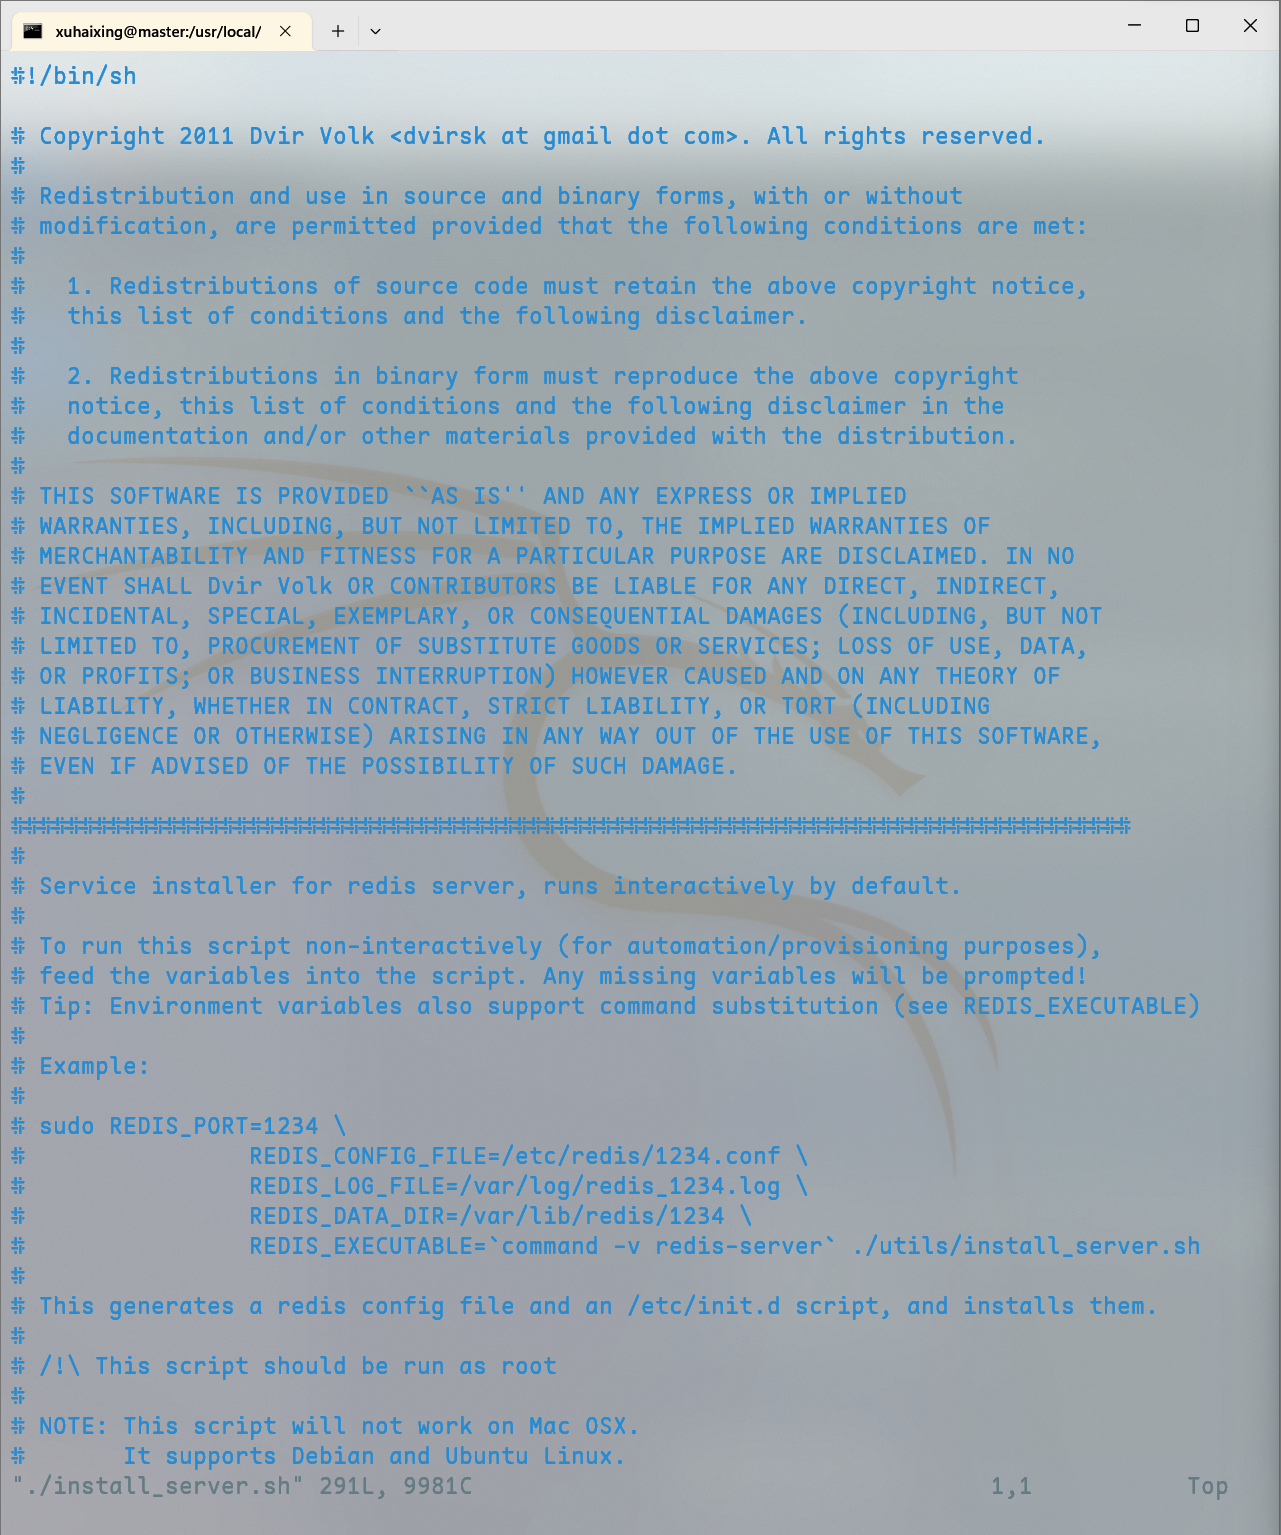 xuhaixing@master:/usr/local/
#!/bin/sh
# Copyright 2011 Dvir Volk <dvirsk at gmail dot com>. All rights reserved.
#
# Redistribution and use in source and binary forms, with or without
# modification, are permitted provided that the following conditions are met:
#
#   1. Redistributions of source code must retain the above copyright notice,
#   this list of conditions and the following disclaimer.
#
#   2. Redistributions in binary form must reproduce the above copyright
#   notice, this list of conditions and the following disclaimer in the
#   documentation and/or other materials provided with the distribution.
#
# THIS SOFTWARE IS PROVIDED ``AS IS'' AND ANY EXPRESS OR IMPLIED
# WARRANTIES, INCLUDING, BUT NOT LIMITED TO, THE IMPLIED WARRANTIES OF
# MERCHANTABILITY AND FITNESS FOR A PARTICULAR PURPOSE ARE DISCLAIMED. IN NO
# EVENT SHALL Dvir Volk OR CONTRIBUTORS BE LIABLE FOR ANY DIRECT, INDIRECT,
# INCIDENTAL, SPECIAL, EXEMPLARY, OR CONSEQUENTIAL DAMAGES (INCLUDING, BUT NOT
# LIMITED TO, PROCUREMENT OF SUBSTITUTE GOODS OR SERVICES; LOSS OF USE, DATA,
# OR PROFITS; OR BUSINESS INTERRUPTION) HOWEVER CAUSED AND ON ANY THEORY OF
# LIABILITY, WHETHER IN CONTRACT, STRICT LIABILITY, OR TORT (INCLUDING
# NEGLIGENCE OR OTHERWISE) ARISING IN ANY WAY OUT OF THE USE OF THIS SOFTWARE,
# EVEN IF ADVISED OF THE POSSIBILITY OF SUCH DAMAGE.
#
################################################################################
#
# Service installer for redis server, runs interactively by default.
#
# To run this script non-interactively (for automation/provisioning purposes),
# feed the variables into the script. Any missing variables will be prompted!
# Tip: Environment variables also support command substitution (see REDIS_EXECUTABLE)
#
# Example:
#
# sudo REDIS_PORT=1234 \
#                REDIS_CONFIG_FILE=/etc/redis/1234.conf \
#                REDIS_LOG_FILE=/var/log/redis_1234.log \
#                REDIS_DATA_DIR=/var/lib/redis/1234 \
#                REDIS_EXECUTABLE=`command -v redis-server` ./utils/install_server.sh
#
# This generates a redis config file and an /etc/init.d script, and installs them.
#
# /!\ This script should be run as root
#
# NOTE: This script will not work on Mac OSX.
#       It supports Debian and Ubuntu Linux.
"./install_server.sh" 291L, 9981C 1,1 Top